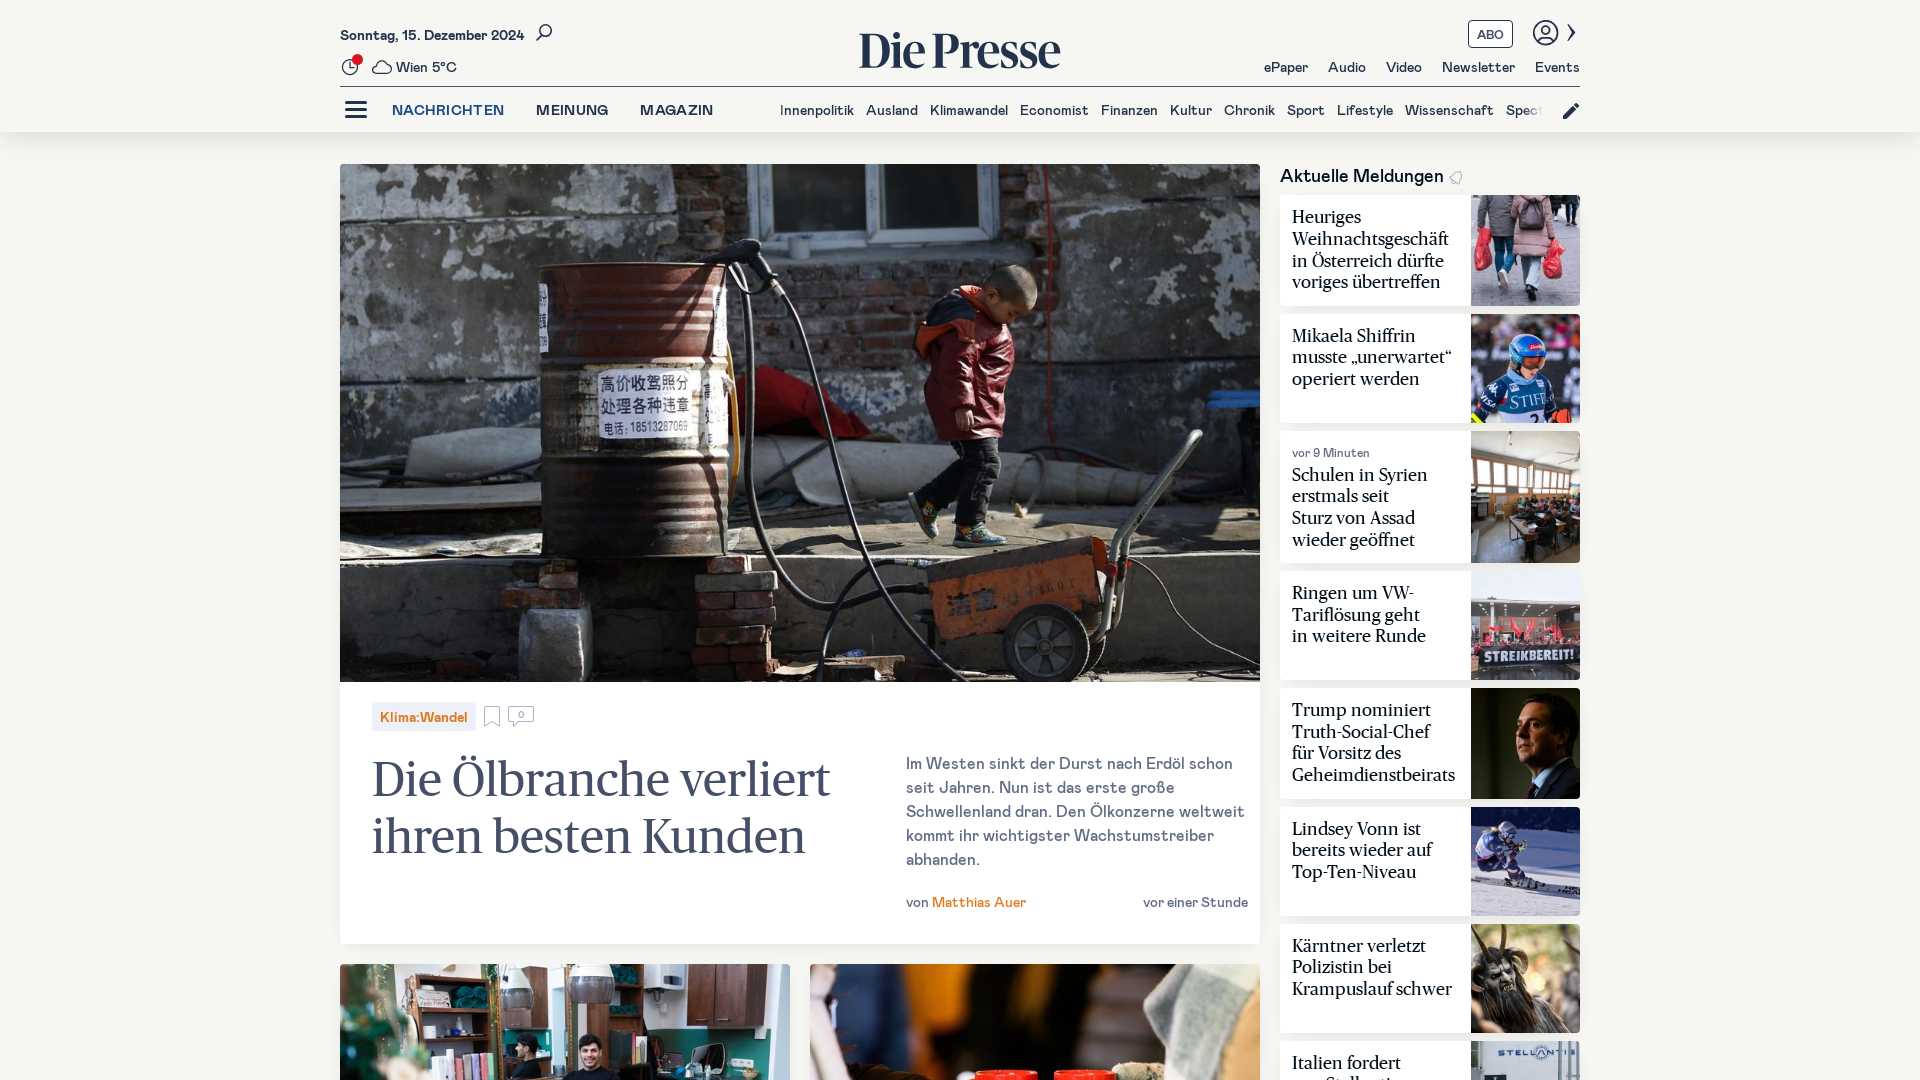 Sonntag, 15. Dezember 2024
Wien 5°C
Die Presse
ABO
ePaper
Audio
Video
Newsletter
Events
NACHRICHTEN
MEINUNG
MAGAZIN
Innenpolitik
Ausland
Klimawandel
Economist
Finanzen
Kultur
Chronik
Sport
Lifestyle
Wissenschaft
Spect
高价收驾照分
处理各种违章
电话:18513287069
Klima:Wandel
0
Die Ölbranche verliert
ihren besten Kunden
Im Westen sinkt der Durst nach Erdöl schon
seit Jahren. Nun ist das erste große
Schwellenland dran. Den Ölkonzerne weltweit
kommt ihr wichtigster Wachstumstreiber
abhanden.
von Matthias Auer
vor einer Stunde
Aktuelle Meldungen
Heuriges
Weihnachtsgeschäft
in Österreich dürfte
voriges übertreffen
Mikaela Shiffrin
musste „unerwartet“
operiert werden
STIFEL
2
vor 9 Minuten
Schulen in Syrien
erstmals seit
Sturz von Assad
wieder geöffnet
Ringen um VW-
Tariflösung geht
in weitere Runde
STREIKBEREIT!
Trump nominiert
Truth-Social-Chef
für Vorsitz des
Geheimdienstbeirats
Lindsey Vonn ist
bereits wieder auf
Top-Ten-Niveau
Kärntner verletzt
Polizistin bei
Krampuslauf schwer
Italien fordert
STELLANTIS